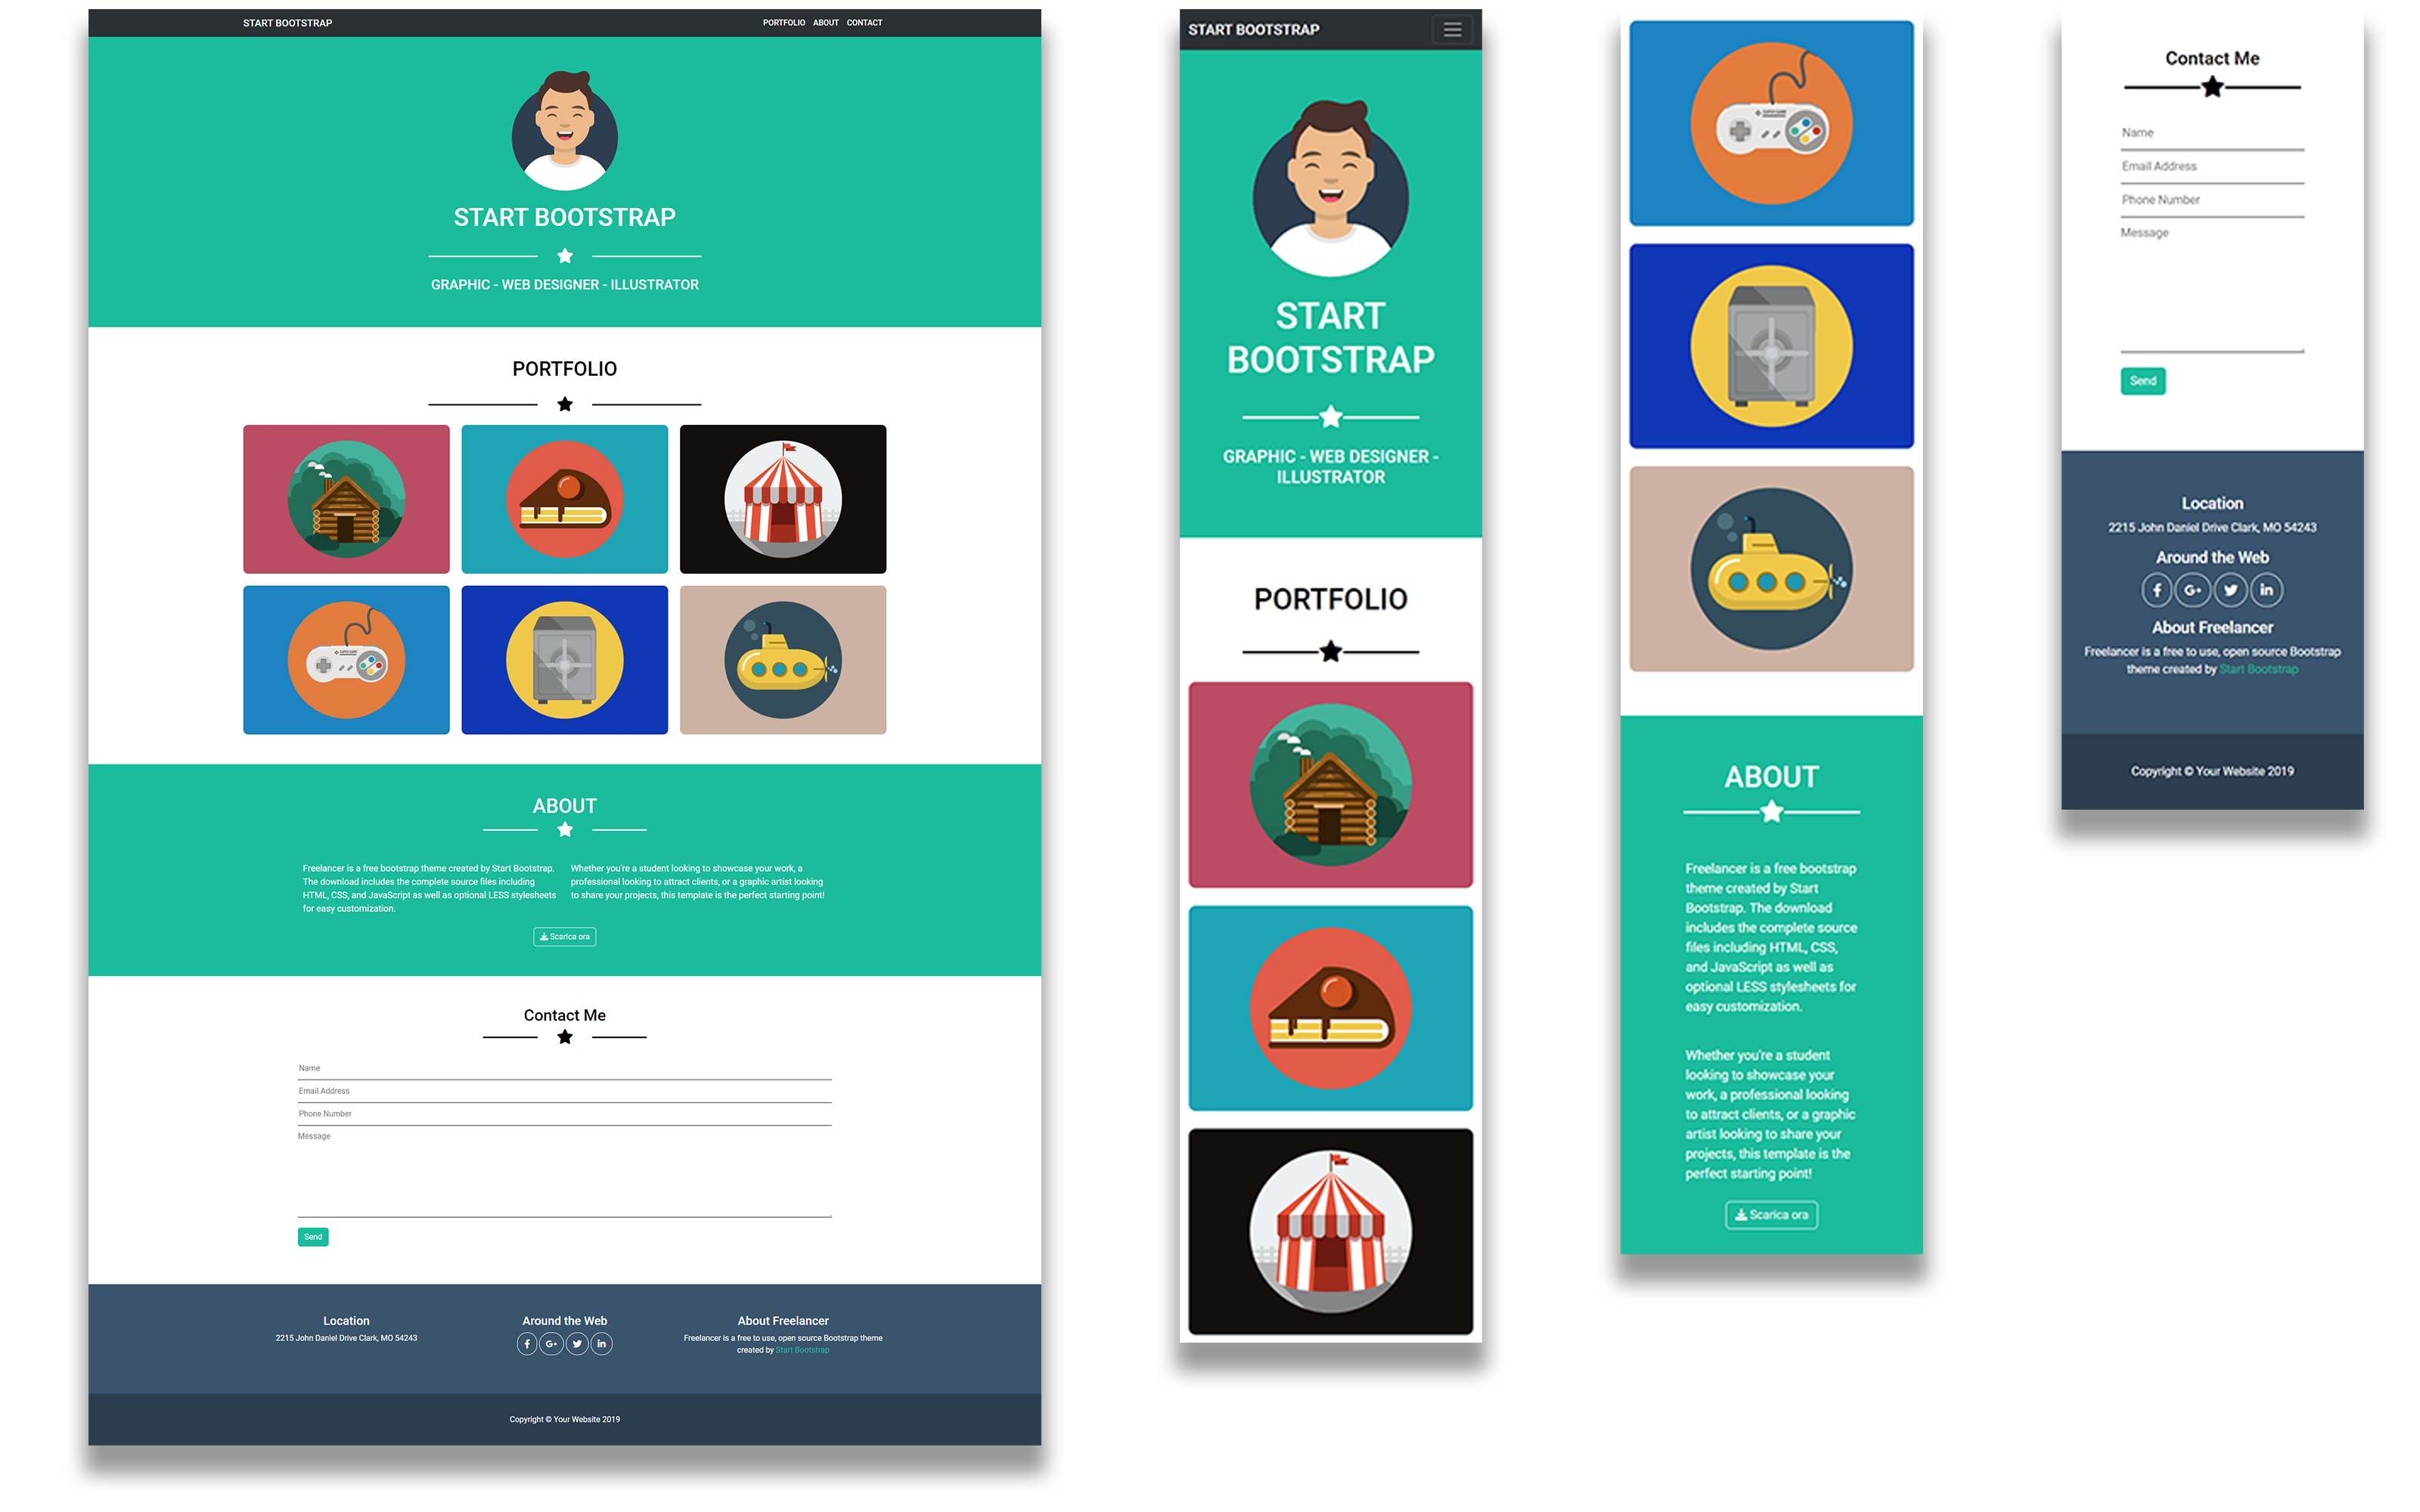 START BOOTSTRAP
PORTFOLIO ABOUT CONTACT
START BOOTSTRAP
GRAPHIC - WEB DESIGNER - ILLUSTRATOR
PORTFOLIO
ABOUT
Freelancer is a free bootstrap theme created by Start Bootstrap.
The download includes the complete source files including
HTML, CSS, and JavaScript as well as optional LESS stylesheets
for easy customization.
Whether you're a student looking to showcase your work, a
professional looking to attract clients, or a graphic artist looking
to share your projects, this template is the perfect starting point!
Scarica ora
Contact Me
Name
Email Address
Phone Number
Message
Send
Location
2215 John Daniel Drive Clark, MO 54243
Around the Web
About Freelancer
Freelancer is a free to use, open source Bootstrap theme
created by Start Bootstrap
Copyright © Your Website 2019
START BOOTSTRAP
START
BOOTSTRAP
GRAPHIC - WEB DESIGNER -
ILLUSTRATOR
PORTFOLIO
ABOUT
Freelancer is a free bootstrap
theme created by Start
Bootstrap. The download
includes the complete source
files including HTML, CSS,
and JavaScript as well as
optional LESS stylesheets for
easy customization.
Whether you're a student
looking to showcase your
work, a professional looking
to attract clients, or a graphic
artist looking to share your
projects, this template is the
perfect starting point!
Scarica ora
Contact Me
Name
Email Address
Phone Number
Message
Send
Location
2215 John Daniel Drive Clark, MO 54243
Around the Web
About Freelancer
Freelancer is a free to use, open source Bootstrap
theme created by Start Bootstrap
Copyright © Your Website 2019